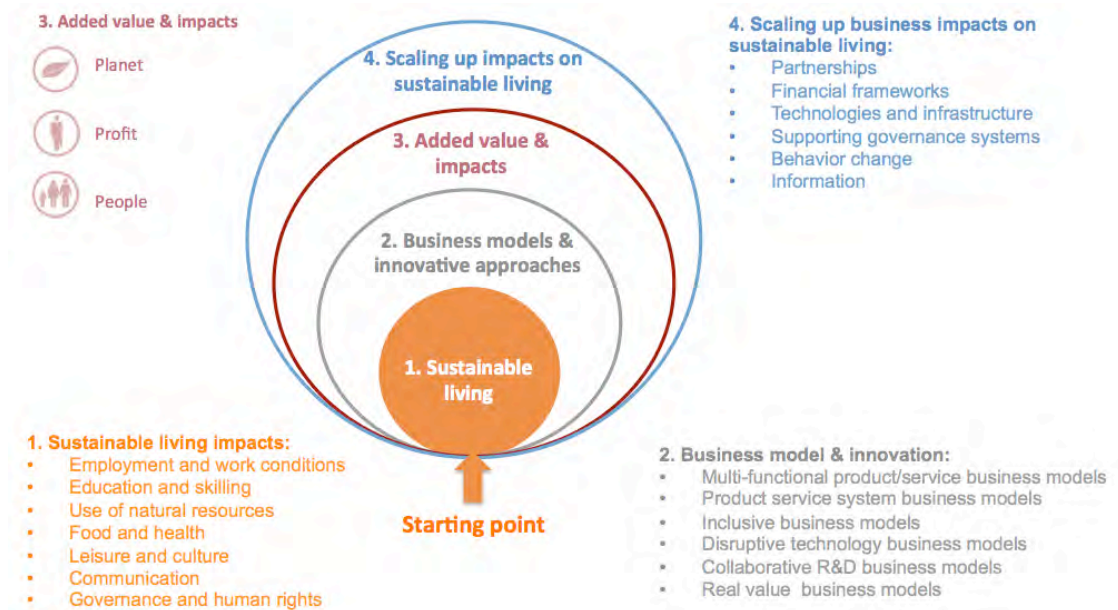 3. Added value & impacts
Planet
Profit
People
4. Scaling up business impacts on
sustainable living:
• Partnerships
• Financial frameworks
• Technologies and infrastructure
• Supporting governance systems
• Behavior change
• Information
4. Scaling up impacts on
sustainable living
3. Added value &
impacts
2. Business models &
innovative approaches
1. Sustainable
living
Starting point
1. Sustainable living impacts:
• Employment and work conditions
• Education and skilling
• Use of natural resources
• Food and health
• Leisure and culture
• Communication
• Governance and human rights
2. Business model & innovation:
• Multi-functional product/service business models
• Product service system business models
• Inclusive business models
• Disruptive technology business models
• Collaborative R&D business models
• Real value business models